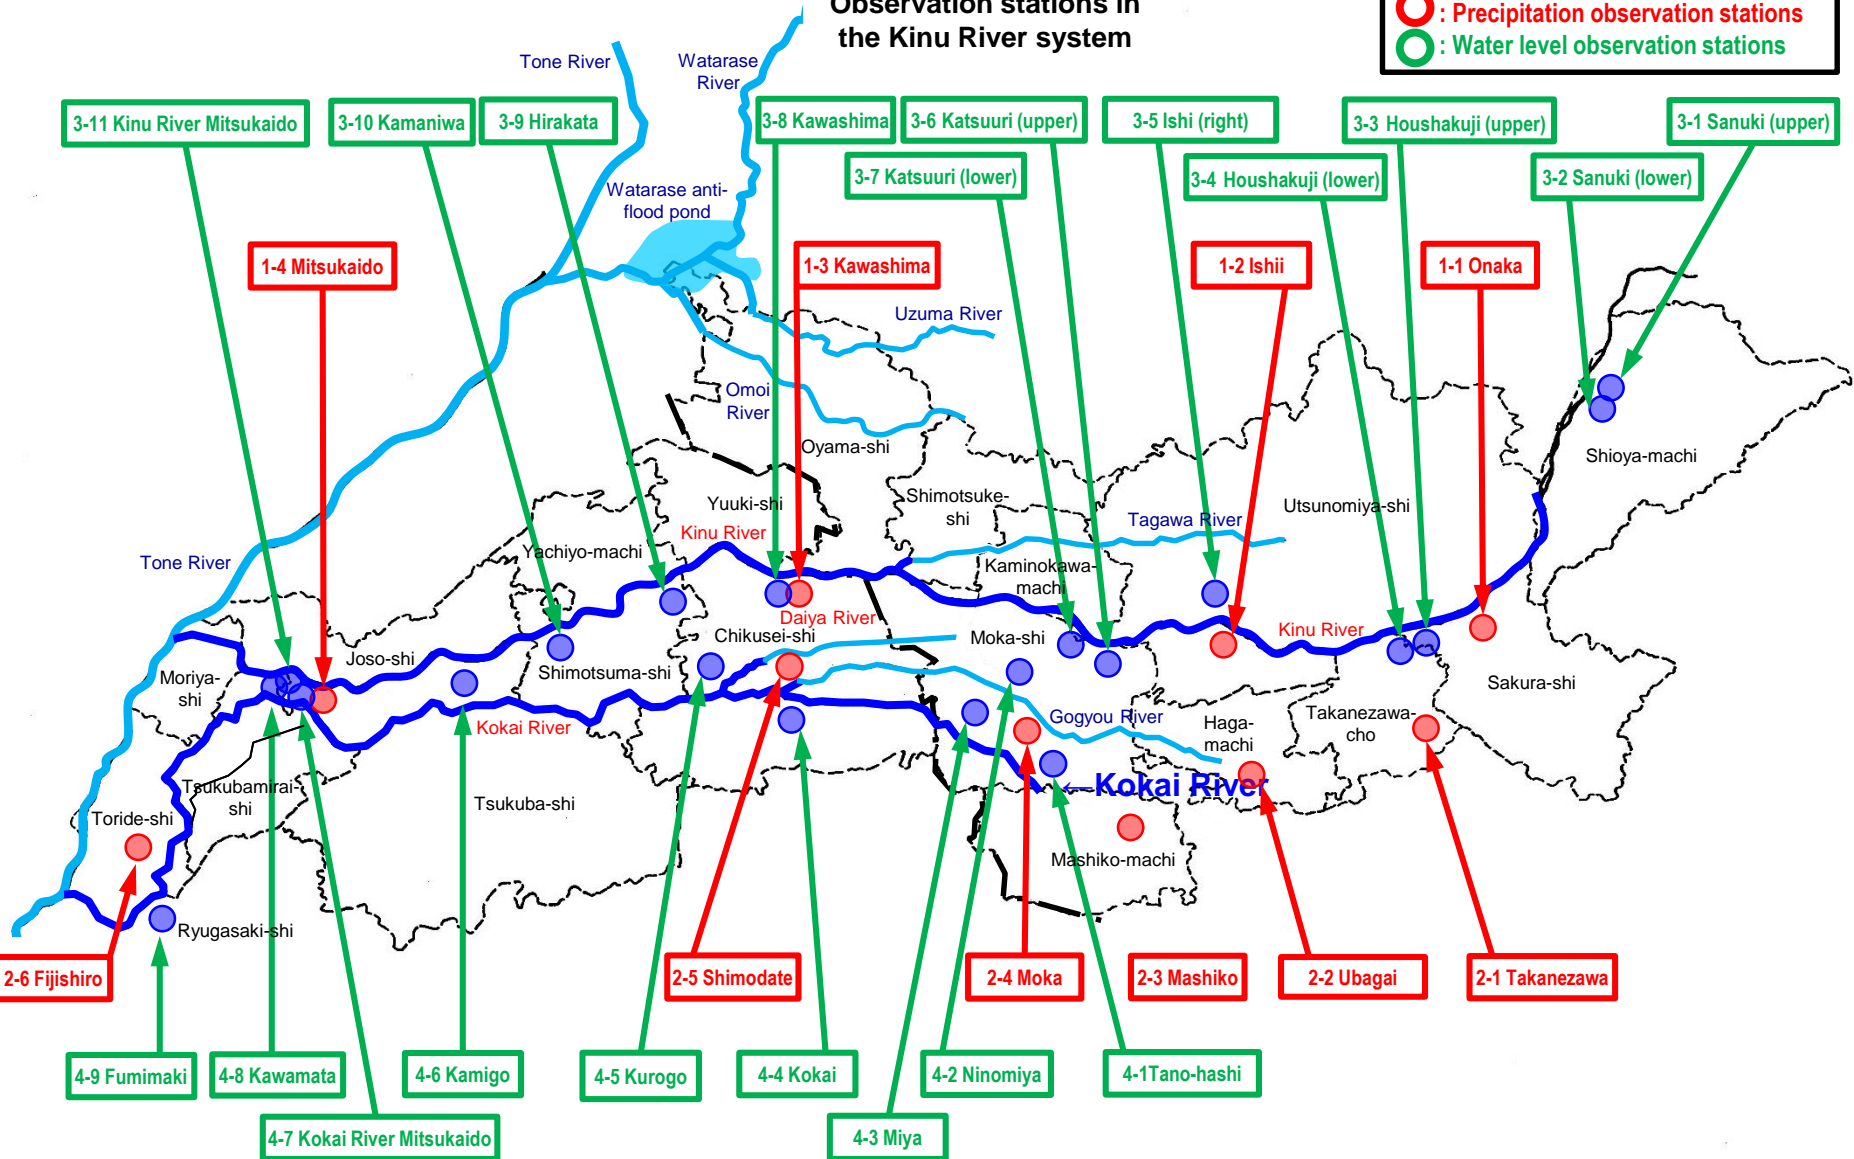 Observation stations in
the Kinu River system
: Precipitation observation stations
: Water level observation stations
Tone River
Watarase
River
3-11 Kinu River Mitsukaido
3-10 Kamaniwa
3-9 Hirakata
3-8 Kawashima
3-6 Katsuuri (upper)
3-5 Ishi (right)
3-3 Houshakuji (upper)
3-1 Sanuki (upper)
3-7 Katsuuri (lower)
3-4 Houshakuji (lower)
3-2 Sanuki (lower)
Watarase anti-
flood pond
1-4 Mitsukaido
1-3 Kawashima
1-2 Ishii
1-1 Onaka
Uzuma River
Omoi
River
Oyama-shi
Shioya-machi
Yuuki-shi
Shimotsuke-
shi
Utsunomiya-shi
Tagawa River
Kinu River
Yachiyo-machi
Tone River
Kaminokawa-
machi
Daiya River
Chikusei-shi
Moka-shi
Kinu River
Joso-shi
Shimotsuma-shi
Moriya-
shi
Sakura-shi
Kokai River
Gogyou River
Haga-
machi
Takanezawa-
cho
Tsukubamirai-
shi
Tsukuba-shi
←Kokai River
Toride-shi
Mashiko-machi
Ryugasaki-shi
2-6 Fijishiro
2-5 Shimodate
2-4 Moka
2-3 Mashiko
2-2 Ubagai
2-1 Takanezawa
4-9 Fumimaki
4-8 Kawamata
4-6 Kamigo
4-5 Kurogo
4-4 Kokai
4-2 Ninomiya
4-1Tano-hashi
4-7 Kokai River Mitsukaido
4-3 Miya